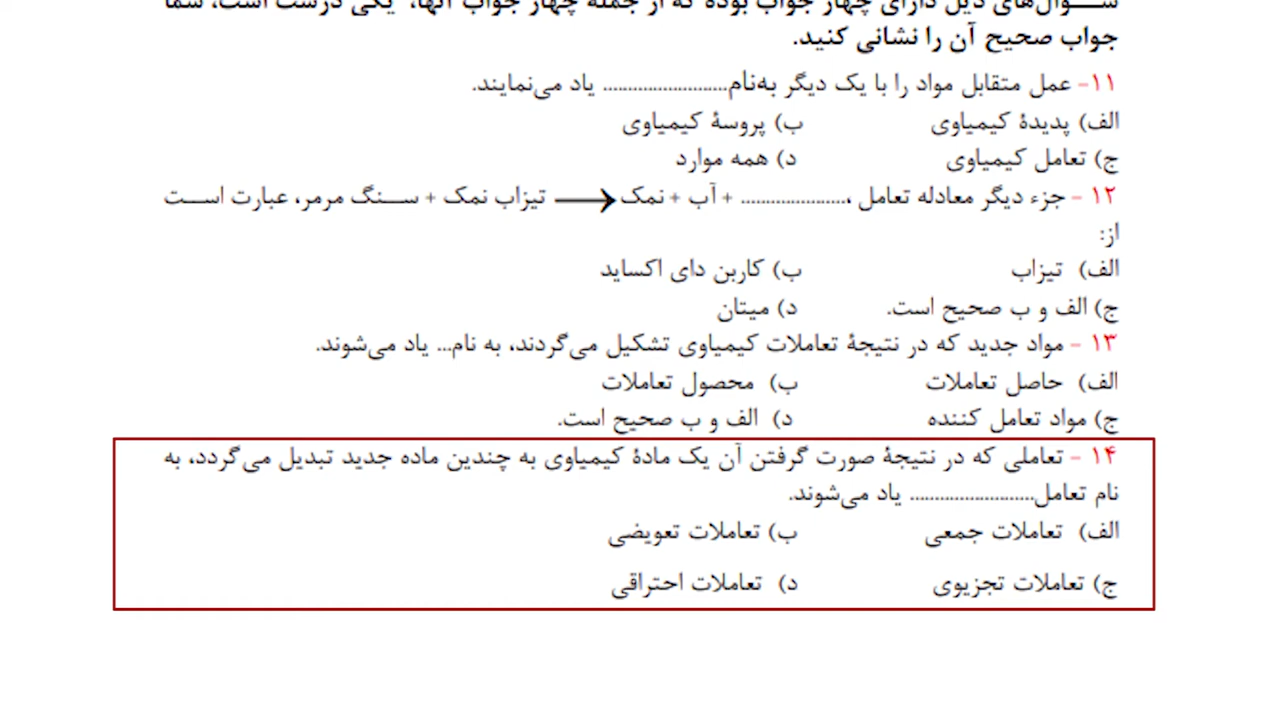 ســـوال‌های ذیل دارای چهار جواب بوده که از جمله چهار جواب آنها، یکی درست است، شما
جواب صحیح آن را نشانی کنید.
۱۱- عمل متقابل مواد را با یک دیگر به‌نام........................... یاد می‌نمایند.
الف) پدیدهٔ کیمیاوی ب) پروسهٔ کیمیاوی
ج) تعامل کیمیاوی د) همه موارد
۱۲ - جزء دیگر معادله تعامل ،...................... + آب + نمک ⟶ تیزاب نمک + ســنگ مرمر، عبارت اســت
از:
الف) تیزاب ب) کاربن دای اکساید
ج) الف و ب صحیح است. د) میتان
۱۳ - مواد جدید که در نتیجهٔ تعاملات کیمیاوی تشکیل می‌گردند، به نام... یاد می‌شوند.
الف) حاصل تعاملات ب) محصول تعاملات
ج) مواد تعامل کننده د) الف و ب صحیح است.
۱۴ - تعاملی که در نتیجهٔ صورت گرفتن آن یک مادهٔ کیمیاوی به چندین ماده جدید تبدیل می‌گردد، به
نام تعامل.......................... یاد می‌شوند.
الف) تعاملات جمعی ب) تعاملات تعویضی
ج) تعاملات تجزیوی د) تعاملات احتراقی